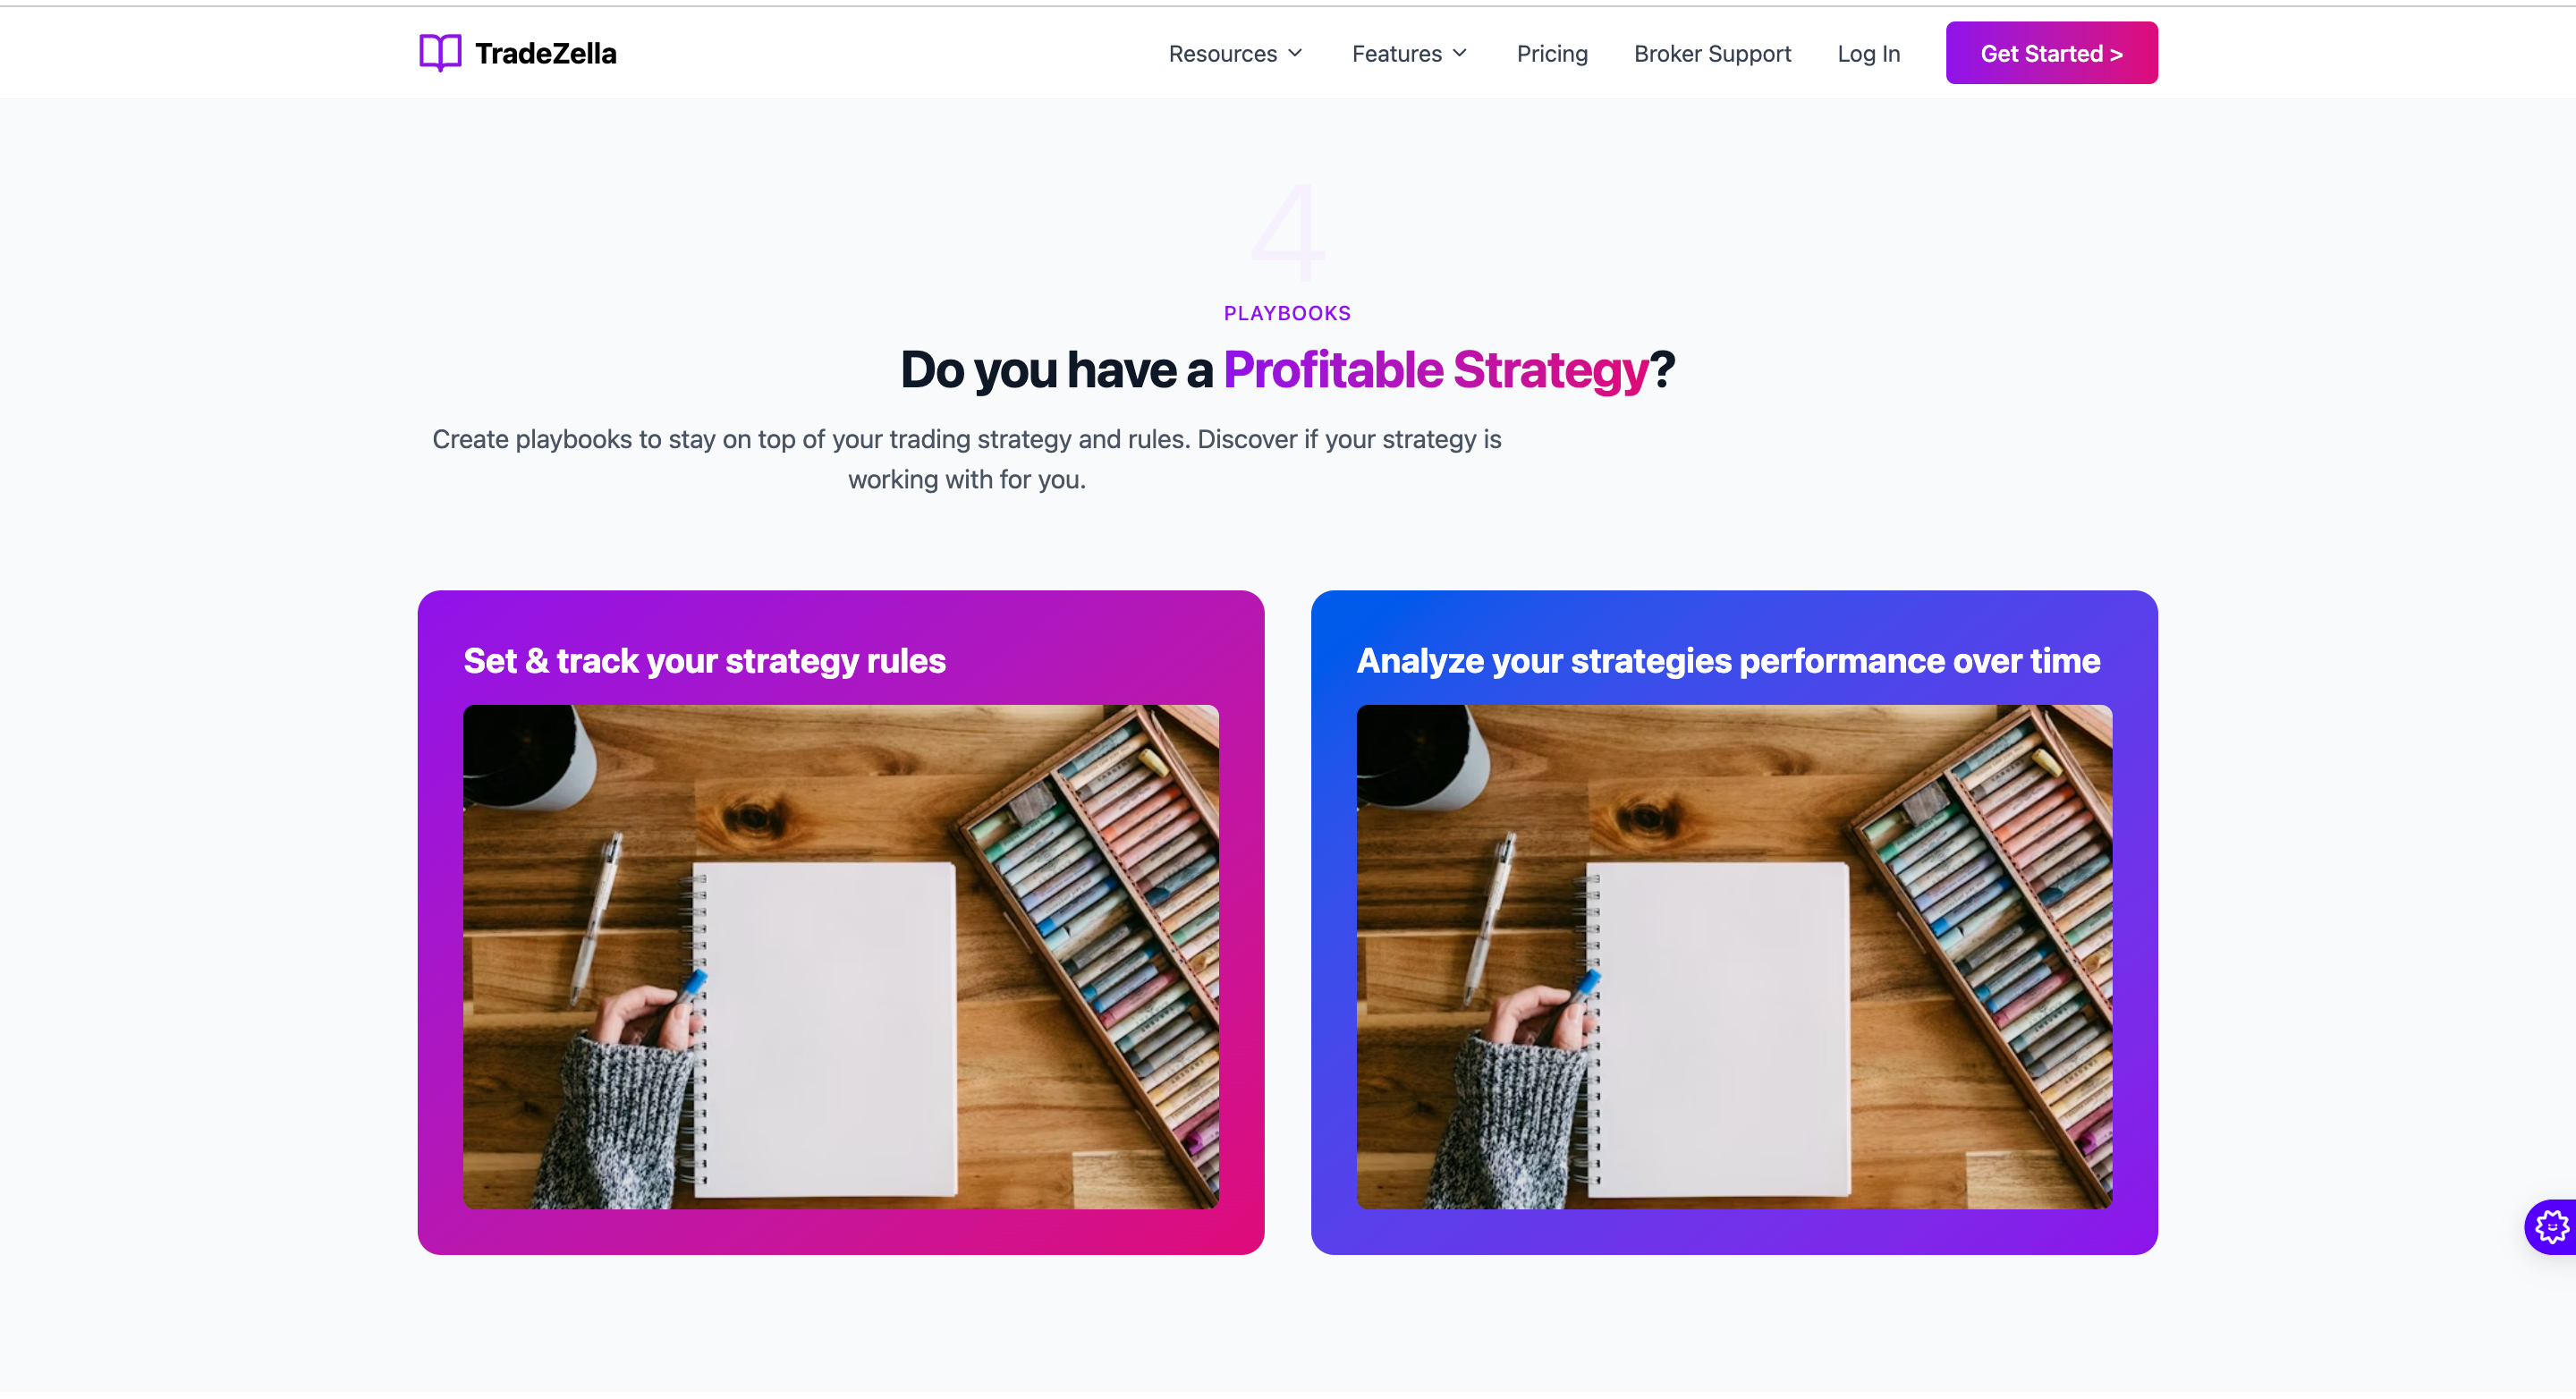 TradeZella
Resources
Features
Pricing
Broker Support
Log In
Get Started >
4
PLAYBOOKS
Do you have a Profitable Strategy?
Create playbooks to stay on top of your trading strategy and rules. Discover if your strategy is
working with for you.
Set & track your strategy rules
Analyze your strategies performance over time